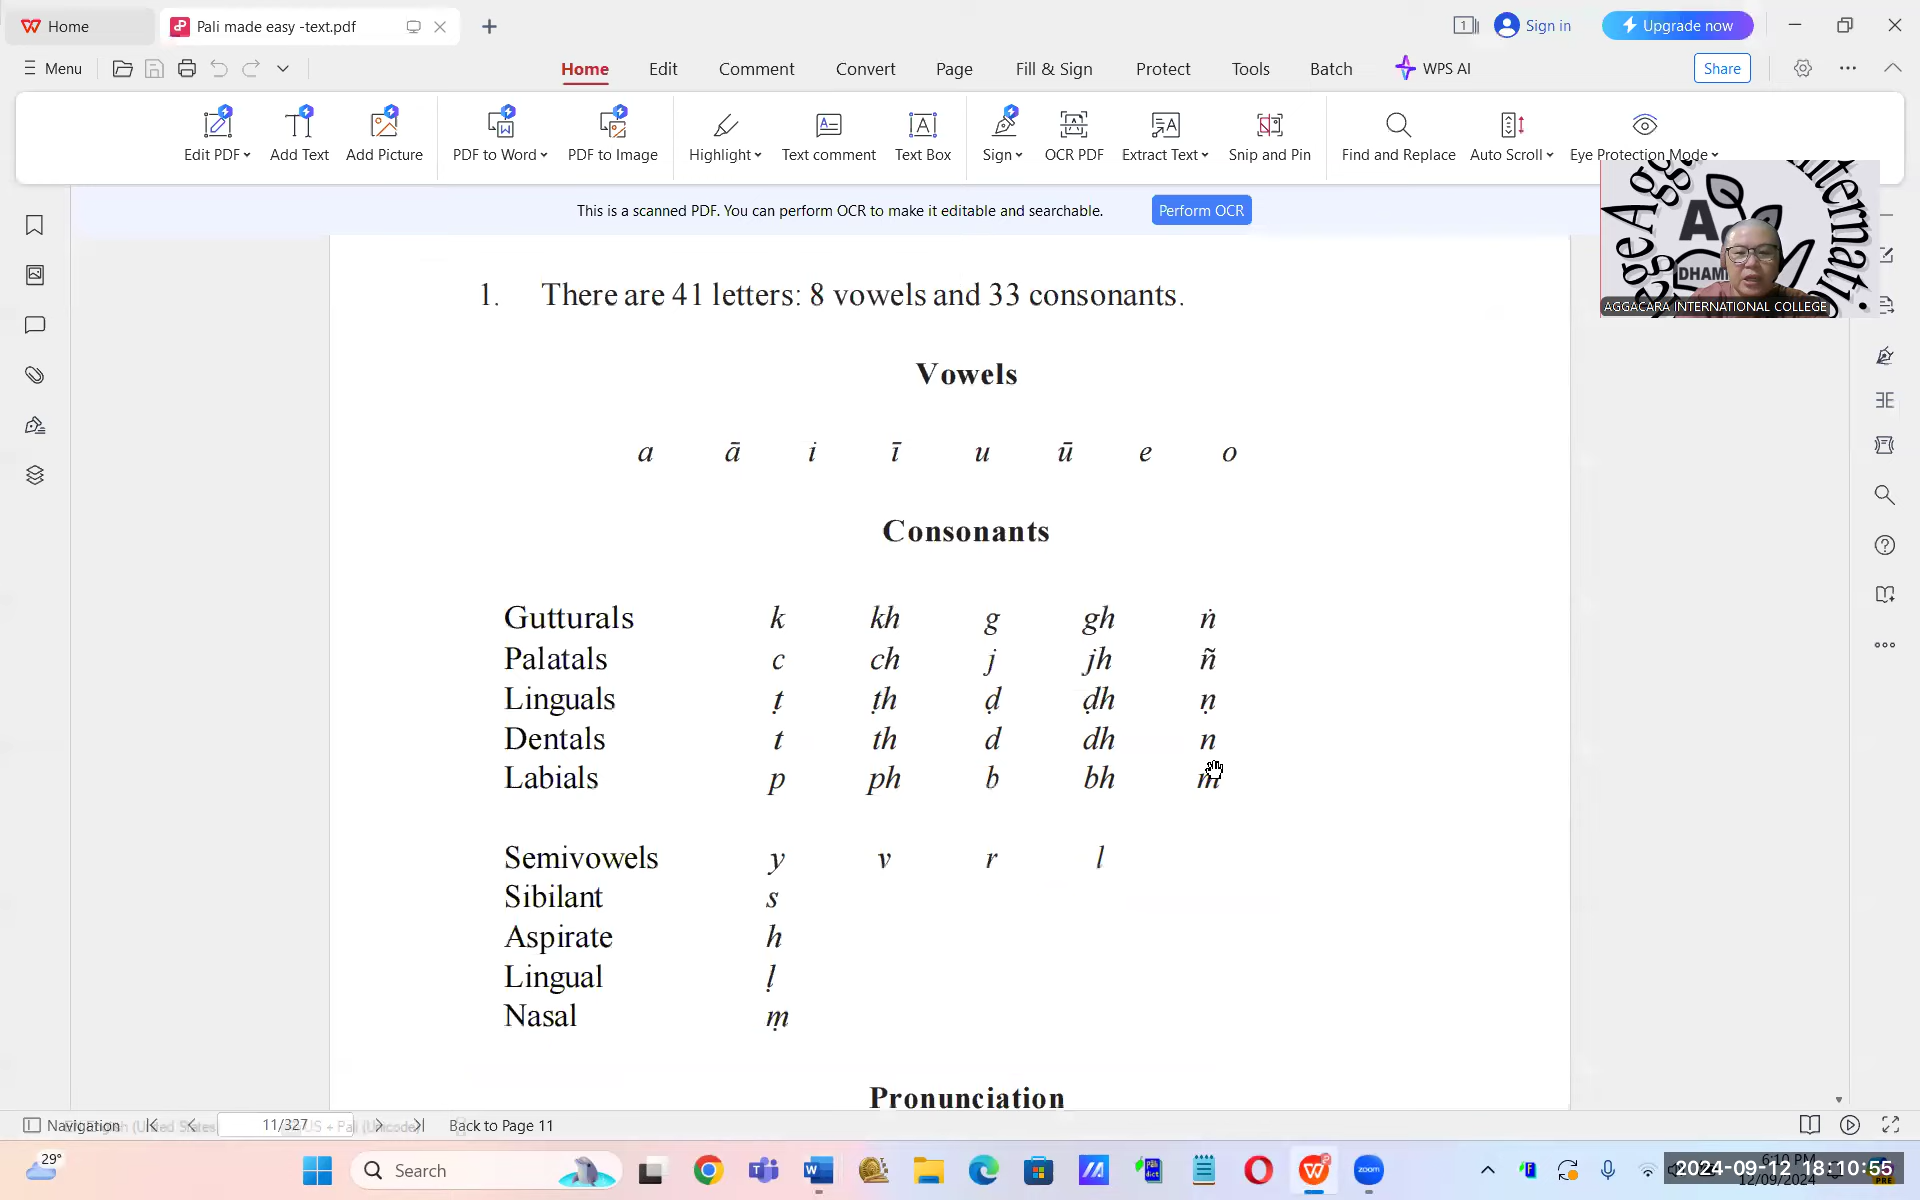 Home
Pali made easy -text.pdf
1
Sign in
Upgrade now
Menu
Home Edit Comment Convert Page Fill & Sign Protect Tools Batch WPS AI
Share
Edit PDF Add Text Add Picture PDF to Word PDF to Image Highlight Text comment Text Box Sign OCR PDF Extract Text Snip and Pin Find and Replace Auto Scroll Eye Protection Mode
This is a scanned PDF. You can perform OCR to make it editable and searchable. Perform OCR
AGGACARA INTERNATIONAL COLLEGE
1. There are 41 letters: 8 vowels and 33 consonants.
Vowels
a ā i ī u ū e o
Consonants
Gutturals k kh g gh ṅ
Palatals c ch j jh ñ
Linguals ṭ ṭh ḍ ḍh ṇ
Dentals t th d dh n
Labials p ph b bh m
Semivowels y v r l
Sibilant s
Aspirate h
Lingual ḷ
Nasal ṃ
Pronunciation
Navigation 11/327 Back to Page 11
29°
Search
zoom
2024-09-12 18:10:55
12/09/2024